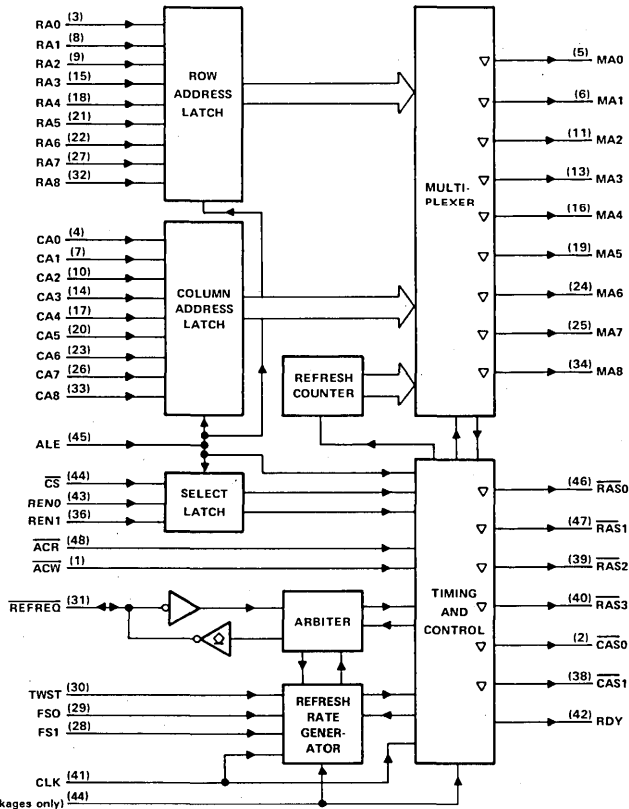 RA0 (3)
RA1 (8)
RA2 (9)
RA3 (15)
RA4 (18)
RA5 (21)
RA6 (22)
RA7 (27)
RA8 (32)
ROW
ADDRESS
LATCH
CA0 (4)
CA1 (7)
CA2 (10)
CA3 (14)
CA4 (17)
CA5 (20)
CA6 (23)
CA7 (26)
CA8 (33)
COLUMN
ADDRESS
LATCH
REFRESH
COUNTER
MULTI-
PLEXER
(5) MA0
(6) MA1
(11) MA2
(13) MA3
(16) MA4
(19) MA5
(24) MA6
(25) MA7
(34) MA8
ALE (45)
CS (44)
REN0 (43)
REN1 (36)
SELECT
LATCH
ACR (48)
ACW (1)
REFREQ (31)
ARBITER
TWST (30)
FS0 (29)
FS1 (28)
REFRESH
RATE
GENER-
ATOR
CLK (41)
kages only) (44)
TIMING
AND
CONTROL
(46) RAS0
(47) RAS1
(39) RAS2
(40) RAS3
(2) CAS0
(38) CAS1
(42) RDY